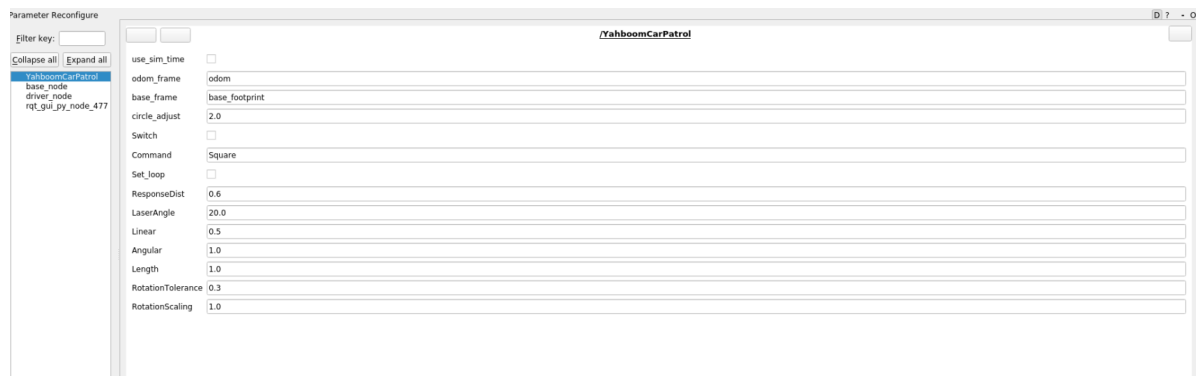 Parameter Reconfigure
D ? - O
Filter key:
Collapse all Expand all
YahboomCarPatrol
base_node
driver_node
rqt_gui_py_node_477
/YahboomCarPatrol
use_sim_time
odom_frame odom
base_frame base_footprint
circle_adjust 2.0
Switch
Command Square
Set_loop
ResponseDist 0.6
LaserAngle 20.0
Linear 0.5
Angular 1.0
Length 1.0
RotationTolerance 0.3
RotationScaling 1.0